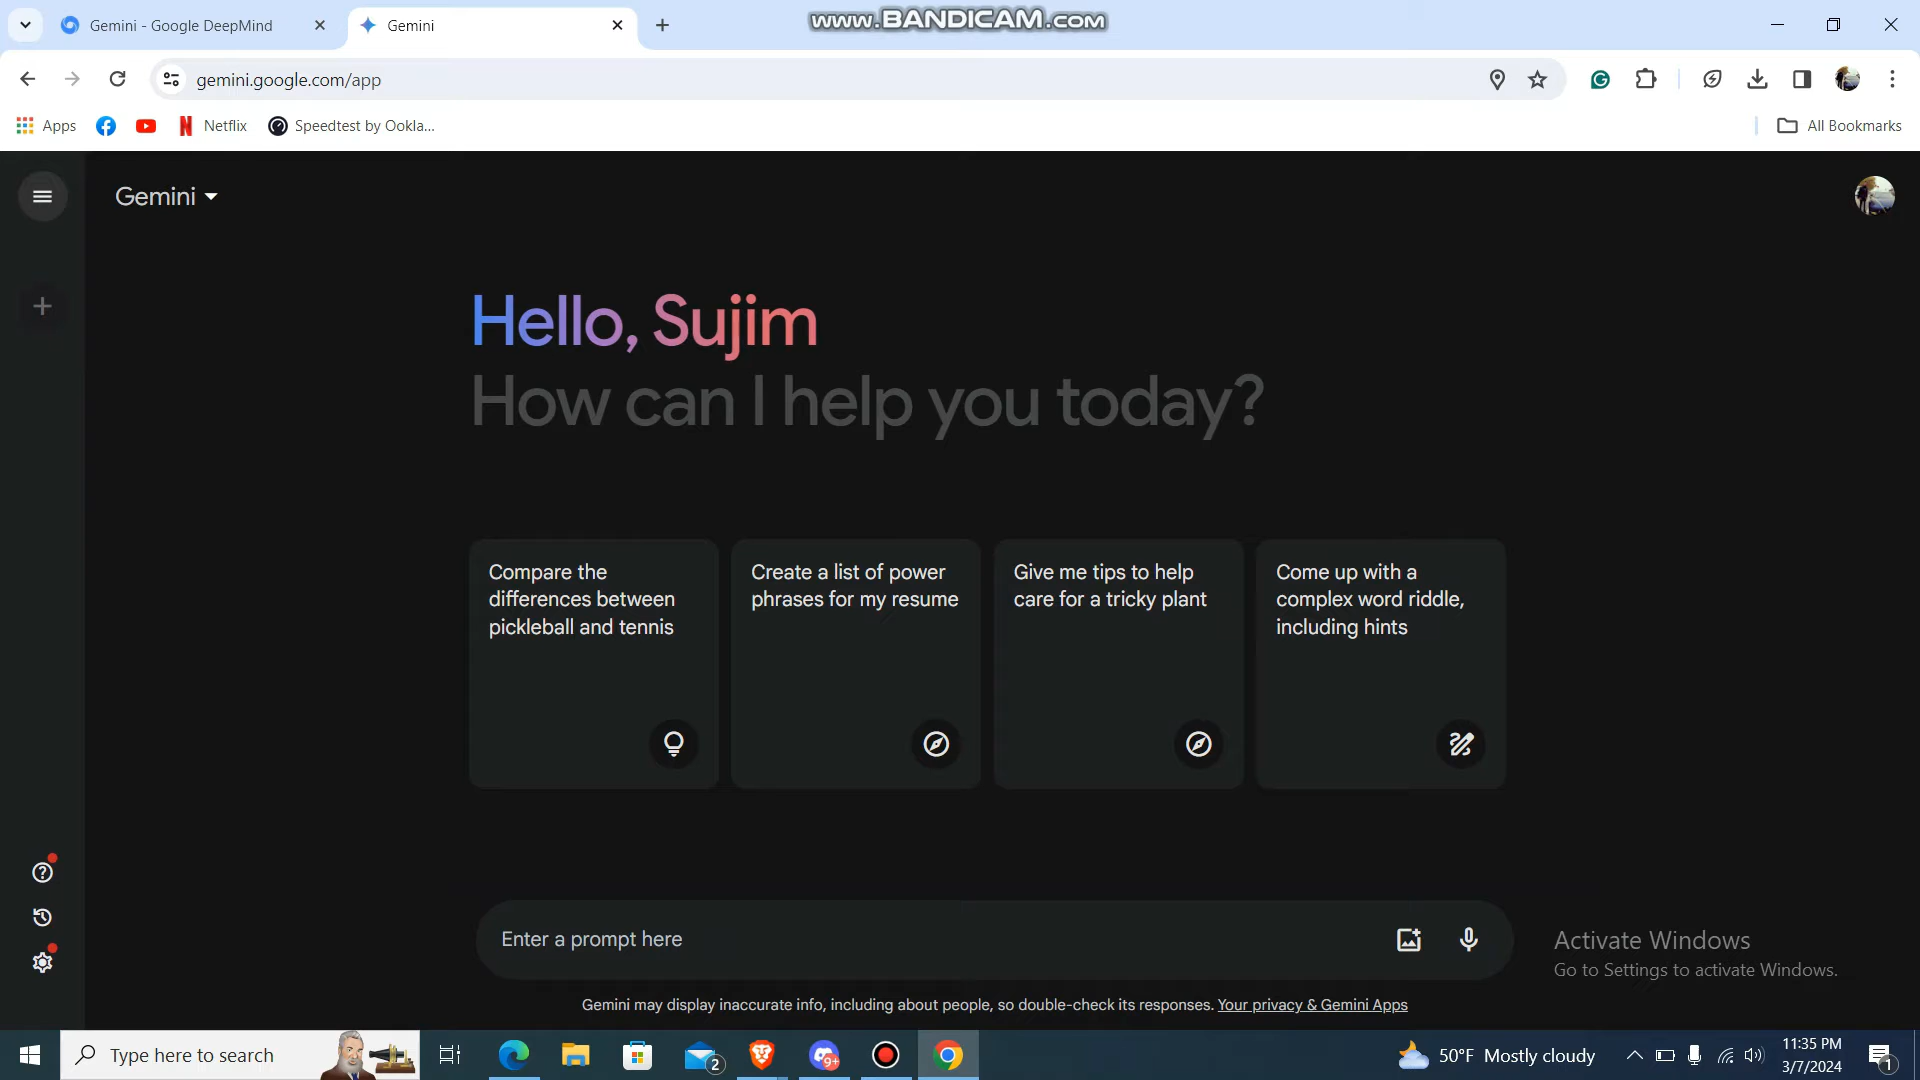 Gemini - Google DeepMind
Gemini
www.BANDICAM.com
gemini.google.com/app
Apps
Netflix
Speedtest by Ookla...
All Bookmarks
Gemini
Hello, Sujim
How can I help you today?
Compare the
differences between
pickleball and tennis
Create a list of power
phrases for my resume
Give me tips to help
care for a tricky plant
Come up with a
complex word riddle,
including hints
Enter a prompt here
Activate Windows
Go to Settings to activate Windows.
Gemini may display inaccurate info, including about people, so double-check its responses. Your privacy & Gemini Apps
Type here to search
2
9+
50°F Mostly cloudy
11:35 PM
3/7/2024
1